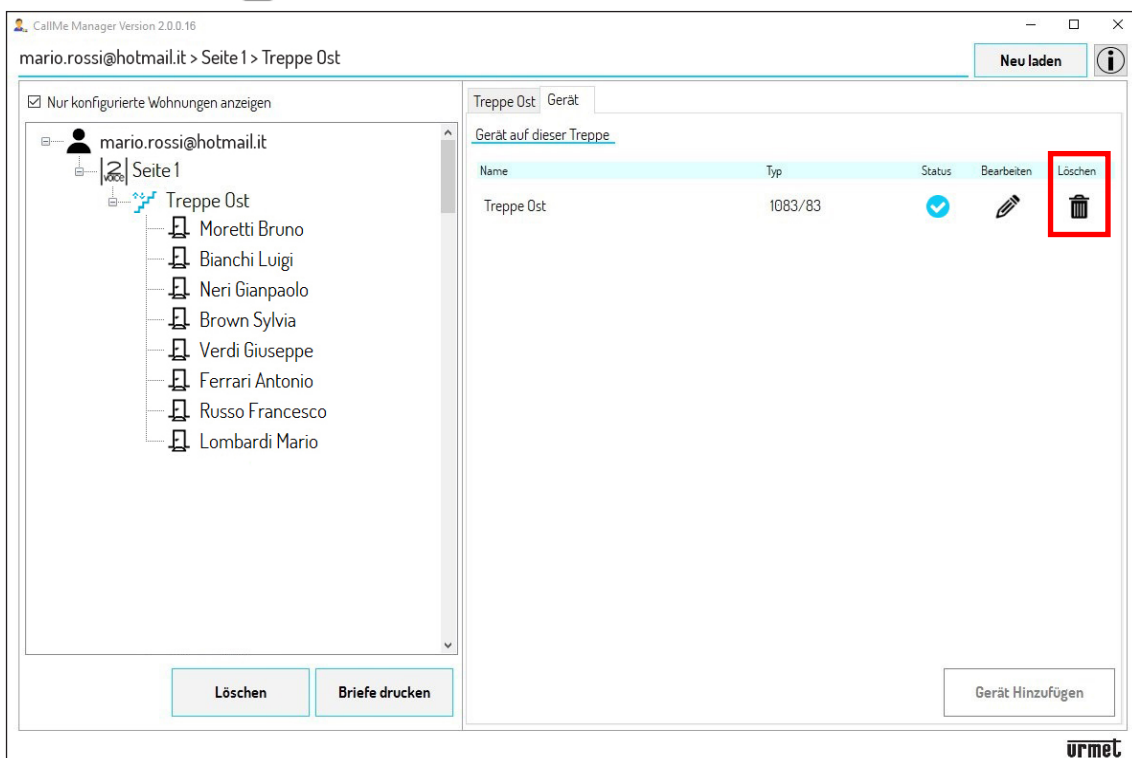 CallMe Manager Version 2.0.0.16
mario.rossi@hotmail.it > Seite 1 > Treppe Ost
Neu laden
Nur konfigurierte Wohnungen anzeigen
mario.rossi@hotmail.it
2 voice Seite 1
Treppe Ost
Moretti Bruno
Bianchi Luigi
Neri Gianpaolo
Brown Sylvia
Verdi Giuseppe
Ferrari Antonio
Russo Francesco
Lombardi Mario
Löschen Briefe drucken
Treppe Ost Gerät
Gerät auf dieser Treppe
Name Typ Status Bearbeiten Löschen
Treppe Ost 1083/83
Gerät Hinzufügen
urmet